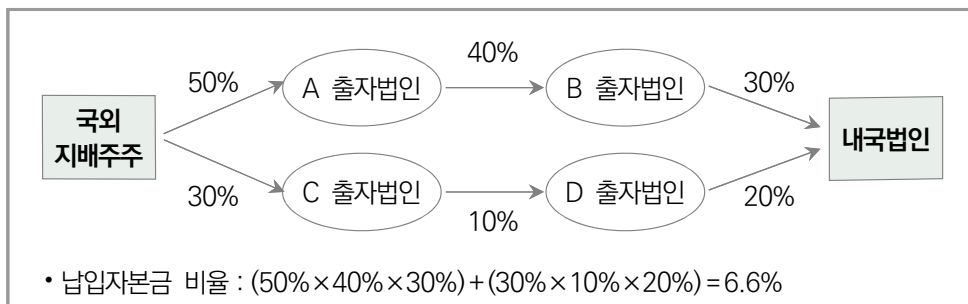 40%
50%
A 출자법인
B 출자법인
30%
국외
지배주주
내국법인
30%
C 출자법인
10%
D 출자법인
20%
• 납입자본금 비율 : (50%×40%×30%)+(30%×10%×20%)=6.6%